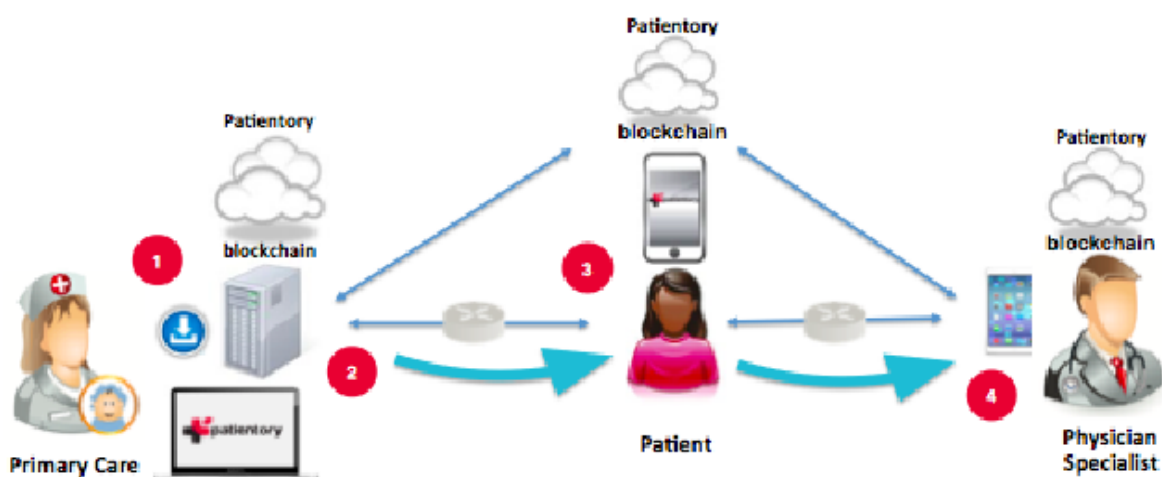 Patientory
blockchain
Patientory
blockchain
Patientory
blockchain
1
2
3
4
patientory
Primary Care
Patient
Physician
Specialist